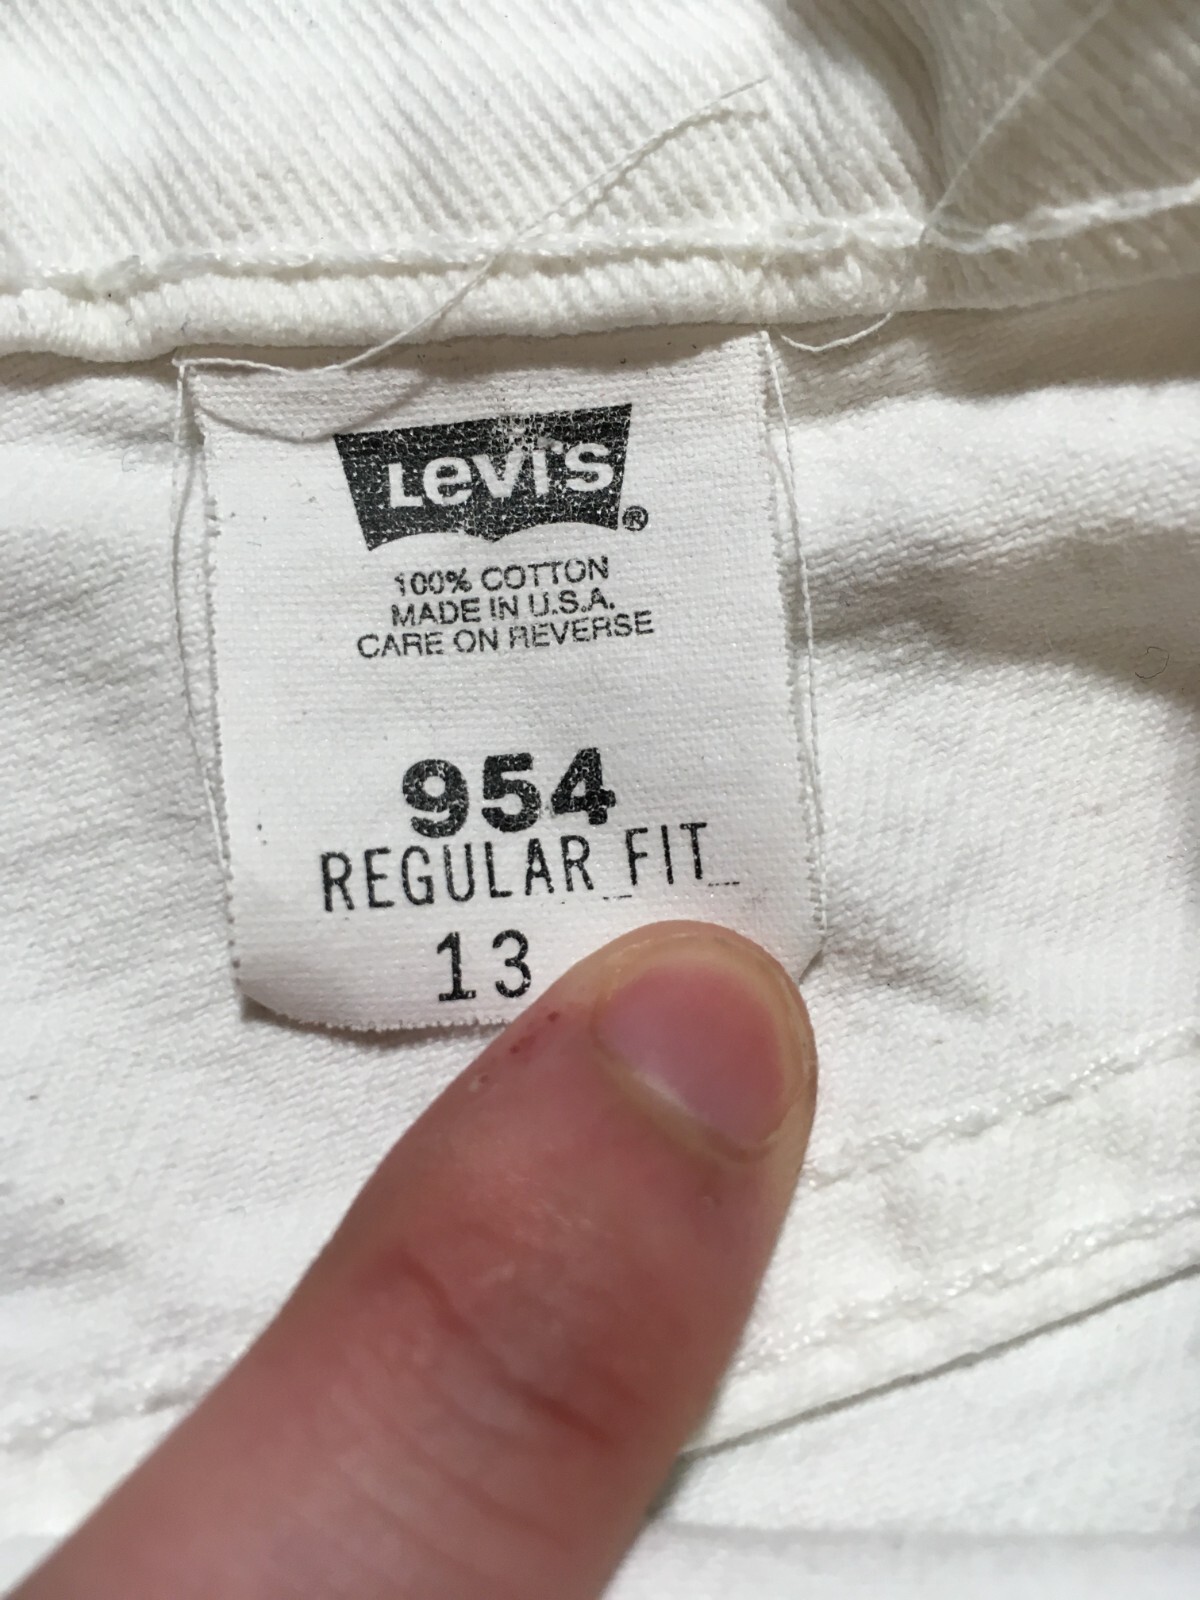 Levi's ®
100% COTTON
MADE IN U.S.A.
CARE ON REVERSE
954
REGULAR FIT
13